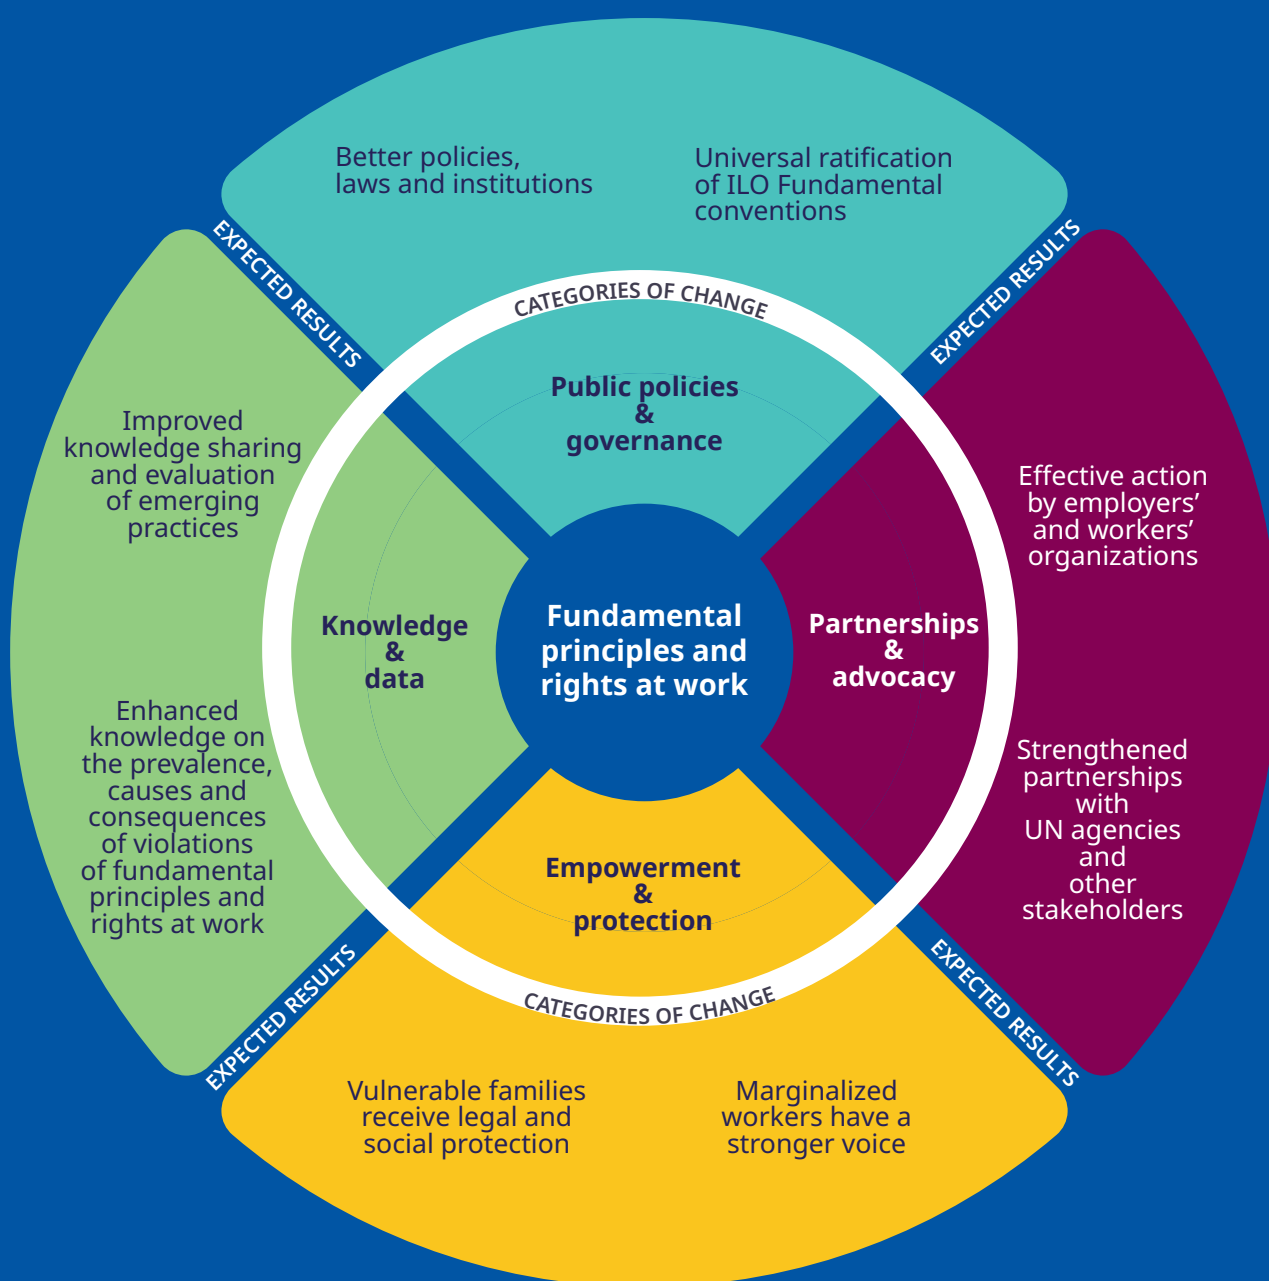 Better policies,
laws and institutions
Universal ratification
of ILO Fundamental
conventions
EXPECTED RESULTS
EXPECTED RESULTS
CATEGORIES OF CHANGE
Public policies
&
governance
Improved
knowledge sharing
and evaluation
of emerging
practices
Enhanced
knowledge on
the prevalence,
causes and
consequences
of violations
of fundamental
principles and
rights at work
Knowledge
&
data
Fundamental
principles and
rights at work
Partnerships
&
advocacy
Effective action
by employers’
and workers’
organizations
Strengthened
partnerships
with
UN agencies
and
other
stakeholders
Empowerment
&
protection
CATEGORIES OF CHANGE
EXPECTED RESULTS
EXPECTED RESULTS
Vulnerable families
receive legal and
social protection
Marginalized
workers have a
stronger voice